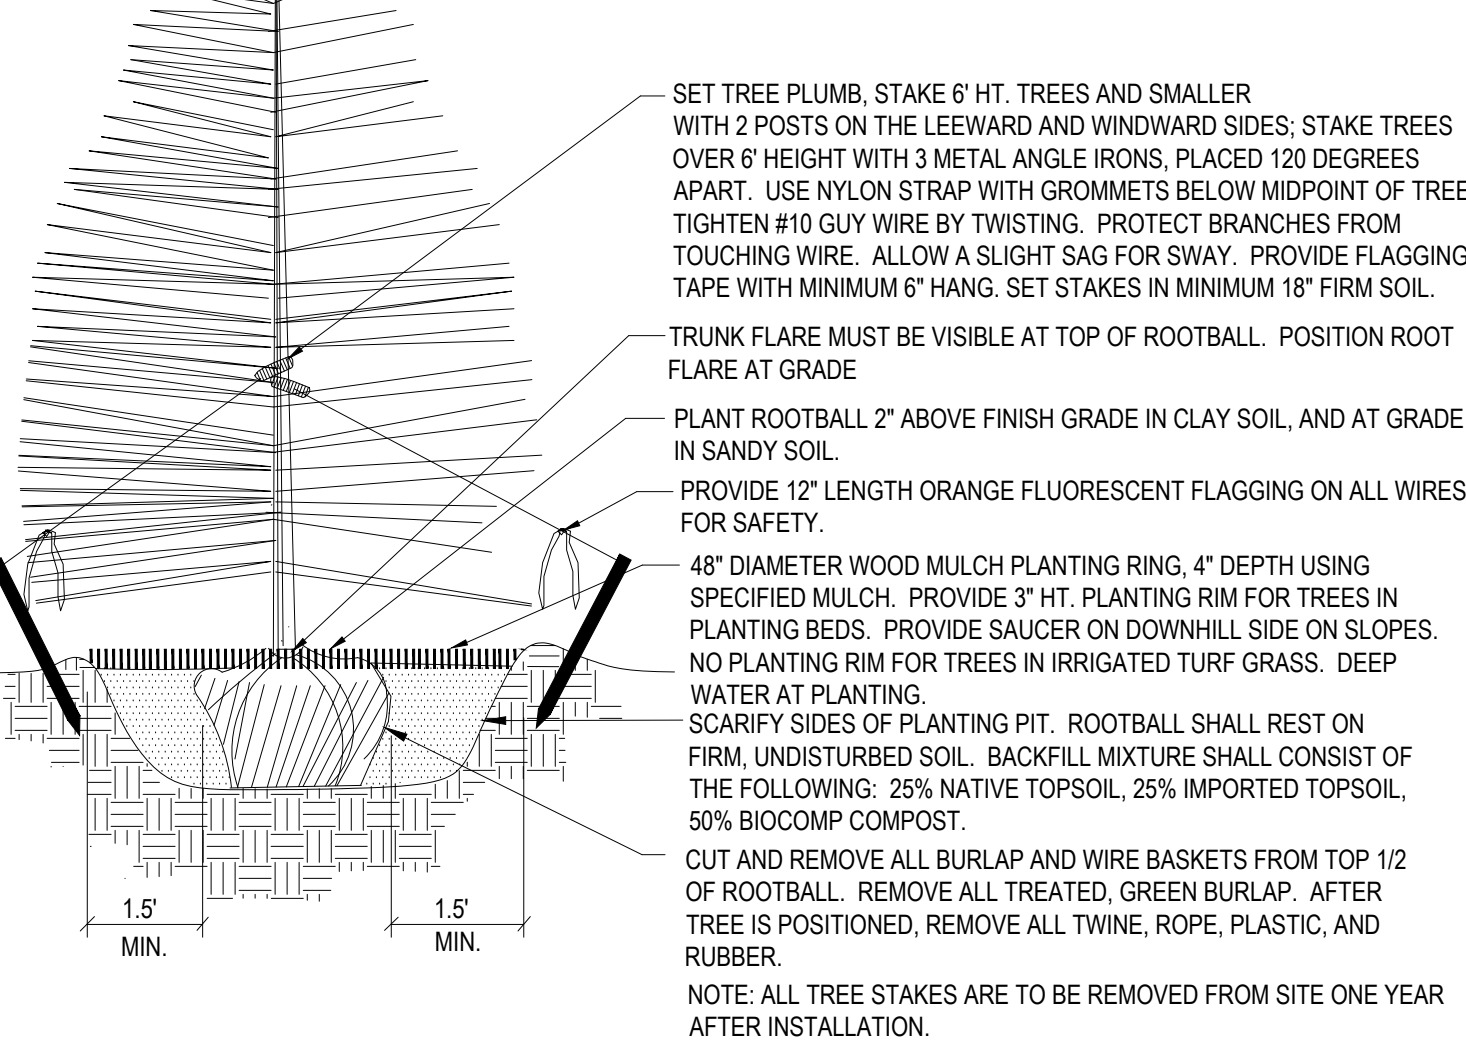 SET TREE PLUMB, STAKE 6' HT. TREES AND SMALLER
WITH 2 POSTS ON THE LEEWARD AND WINDWARD SIDES; STAKE TREES
OVER 6' HEIGHT WITH 3 METAL ANGLE IRONS, PLACED 120 DEGREES
APART. USE NYLON STRAP WITH GROMMETS BELOW MIDPOINT OF TREE
TIGHTEN #10 GUY WIRE BY TWISTING. PROTECT BRANCHES FROM
TOUCHING WIRE. ALLOW A SLIGHT SAG FOR SWAY. PROVIDE FLAGGING
TAPE WITH MINIMUM 6" HANG. SET STAKES IN MINIMUM 18" FIRM SOIL.
TRUNK FLARE MUST BE VISIBLE AT TOP OF ROOTBALL. POSITION ROOT
FLARE AT GRADE
PLANT ROOTBALL 2" ABOVE FINISH GRADE IN CLAY SOIL, AND AT GRADE
IN SANDY SOIL.
PROVIDE 12" LENGTH ORANGE FLUORESCENT FLAGGING ON ALL WIRES
FOR SAFETY.
48" DIAMETER WOOD MULCH PLANTING RING, 4" DEPTH USING
SPECIFIED MULCH. PROVIDE 3" HT. PLANTING RIM FOR TREES IN
PLANTING BEDS. PROVIDE SAUCER ON DOWNHILL SIDE ON SLOPES.
NO PLANTING RIM FOR TREES IN IRRIGATED TURF GRASS. DEEP
WATER AT PLANTING.
SCARIFY SIDES OF PLANTING PIT. ROOTBALL SHALL REST ON
FIRM, UNDISTURBED SOIL. BACKFILL MIXTURE SHALL CONSIST OF
THE FOLLOWING: 25% NATIVE TOPSOIL, 25% IMPORTED TOPSOIL,
50% BIOCOMP COMPOST.
CUT AND REMOVE ALL BURLAP AND WIRE BASKETS FROM TOP 1/2
OF ROOTBALL. REMOVE ALL TREATED, GREEN BURLAP. AFTER
TREE IS POSITIONED, REMOVE ALL TWINE, ROPE, PLASTIC, AND
RUBBER.
NOTE: ALL TREE STAKES ARE TO BE REMOVED FROM SITE ONE YEAR
AFTER INSTALLATION.
1.5'
MIN.
1.5'
MIN.